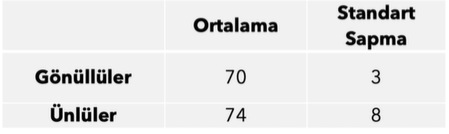 Ortalama Standart Sapma
Gönüllüler 70 3
Ünlüler 74 8